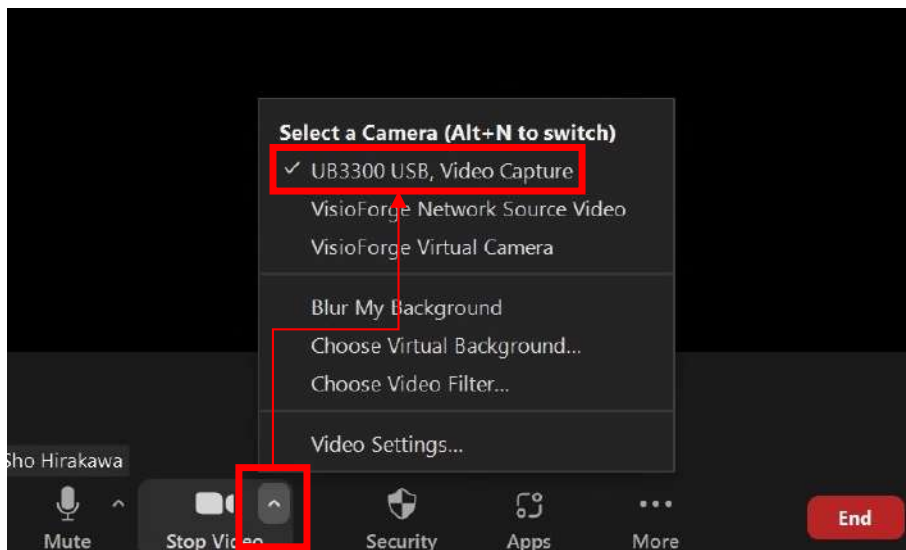 Select a Camera (Alt+N to switch)
✓ UB3300 USB, Video Capture
VisioForge Network Source Video
VisioForge Virtual Camera
Blur My Background
Choose Virtual Background...
Choose Video Filter...
Video Settings...
Sho Hirakawa
Mute Stop Video Security Apps More End